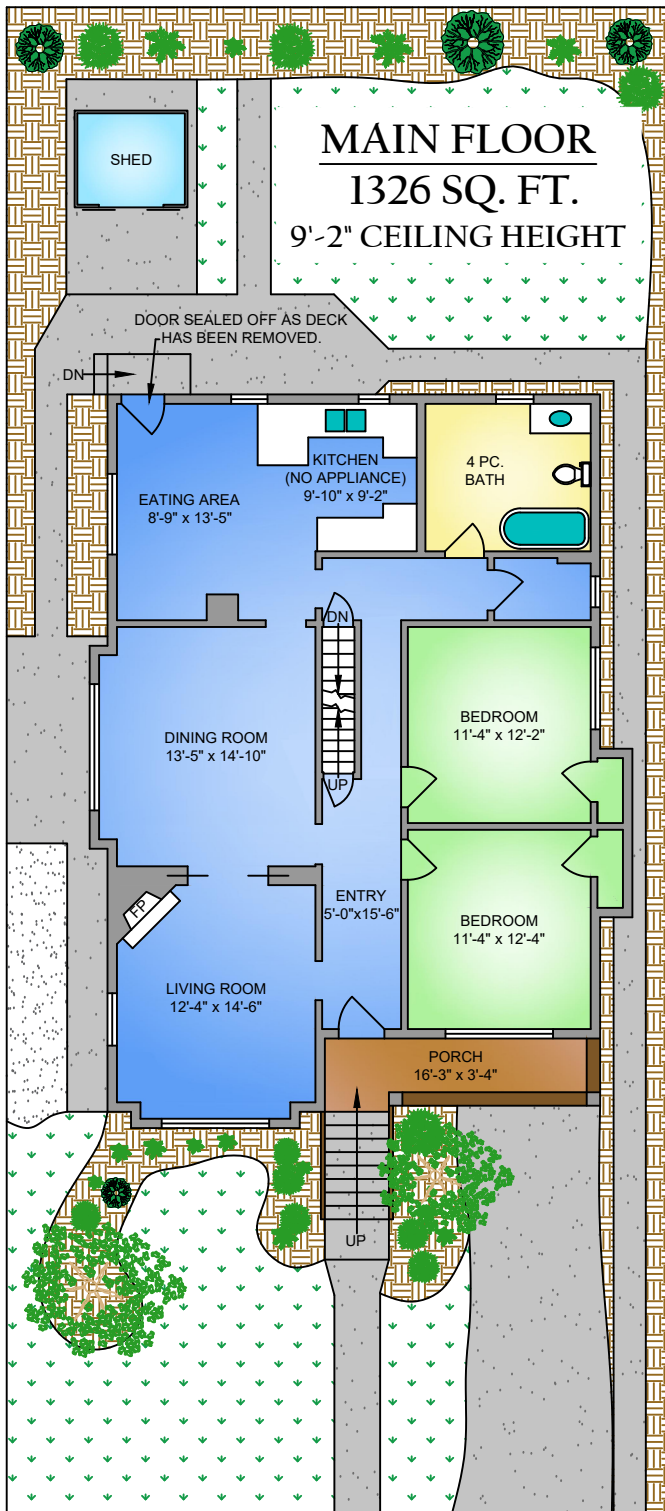 MAIN FLOOR
1326 SQ. FT.
9'-2" CEILING HEIGHT
SHED
DOOR SEALED OFF AS DECK
HAS BEEN REMOVED.
DN
KITCHEN
(NO APPLIANCE)
9'-10" x 9'-2"
4 PC.
BATH
EATING AREA
8'-9" x 13'-5"
DN
DINING ROOM
13'-5" x 14'-10"
BEDROOM
11'-4" x 12'-2"
UP
FP
ENTRY
5'-0"x15'-6"
BEDROOM
11'-4" x 12'-4"
LIVING ROOM
12'-4" x 14'-6"
PORCH
16'-3" x 3'-4"
UP